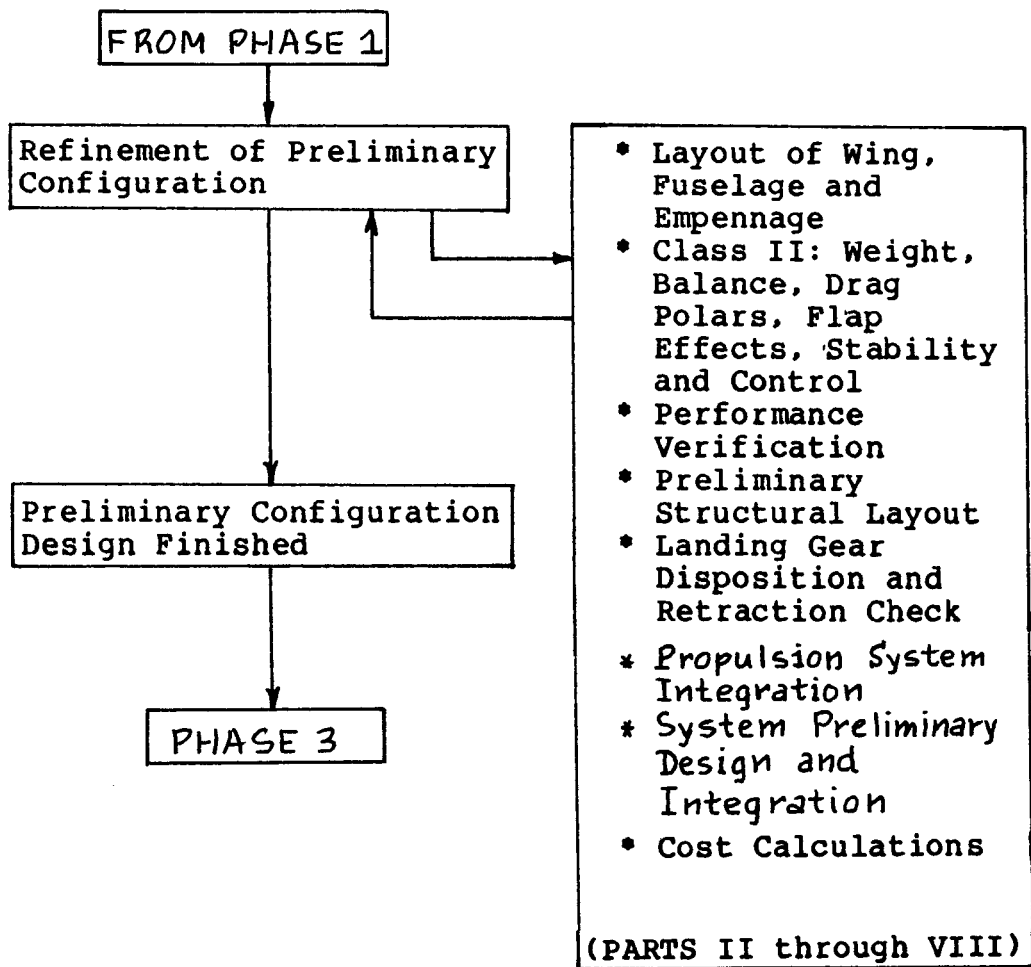 FROM PHASE 1
Refinement of Preliminary
Configuration
Preliminary Configuration
Design Finished
PHASE 3
* Layout of Wing,
Fuselage and
Empennage
* Class II: Weight,
Balance, Drag
Polars, Flap
Effects, Stability
and Control
* Performance
Verification
* Preliminary
Structural Layout
* Landing Gear
Disposition and
Retraction Check
* Propulsion System
Integration
* System Preliminary
Design and
Integration
* Cost Calculations
(PARTS II through VIII)